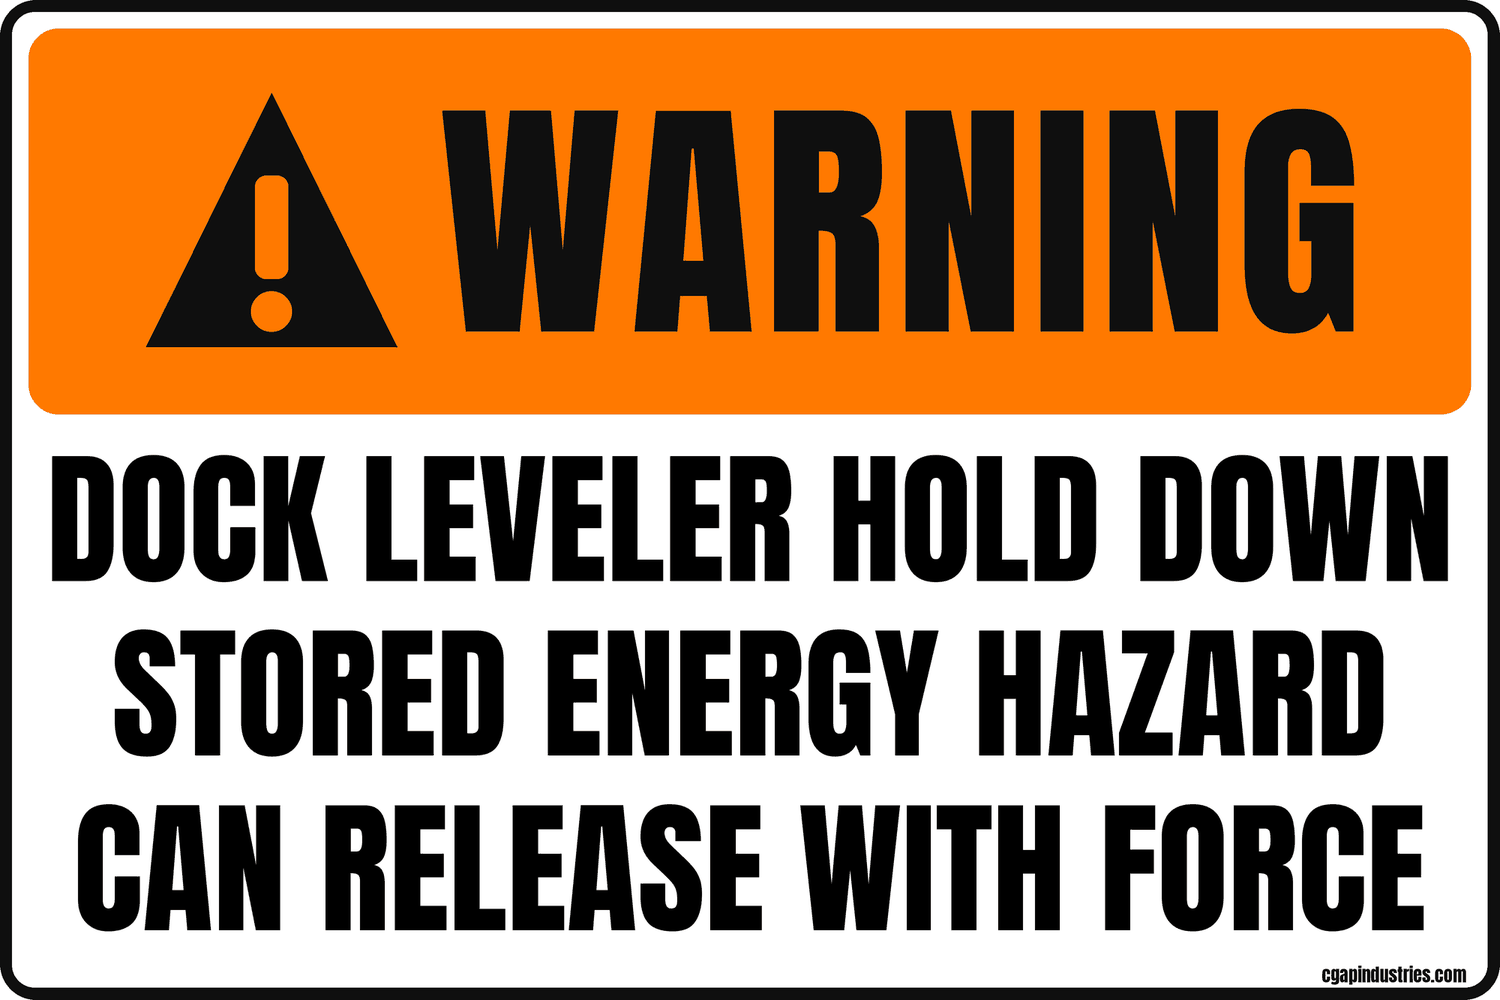 WARNING
DOCK LEVELER HOLD DOWN
STORED ENERGY HAZARD
CAN RELEASE WITH FORCE
cgapindustries.com